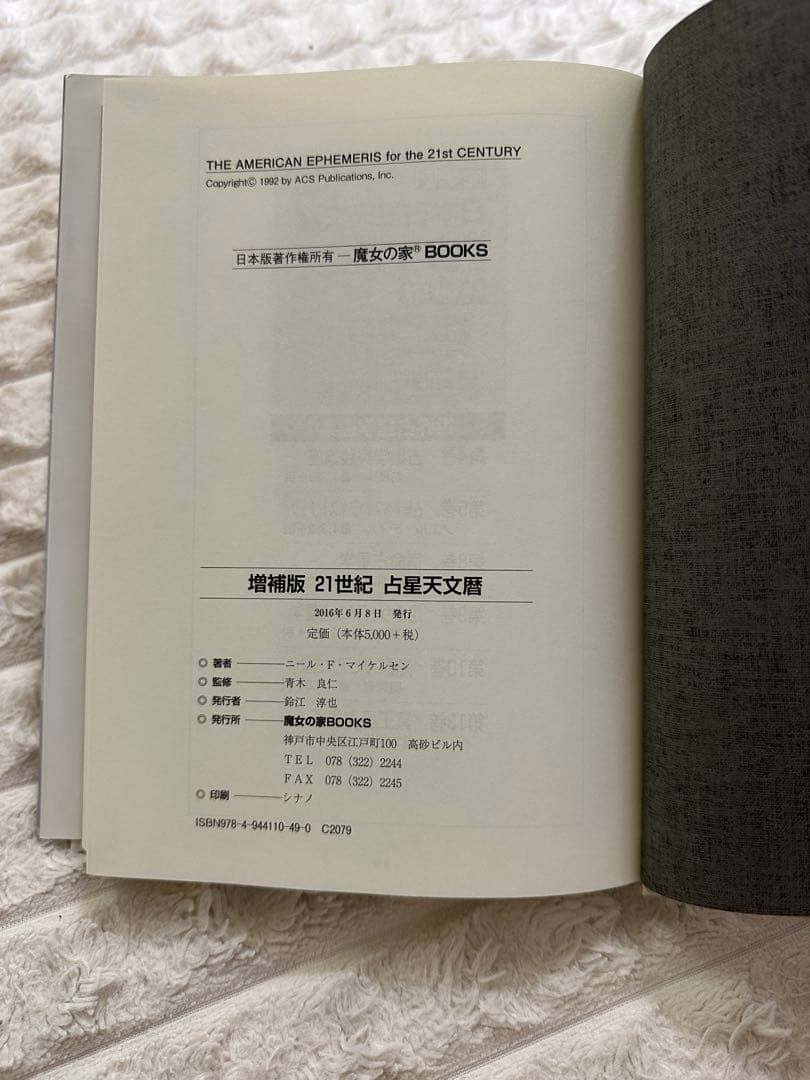 THE AMERICAN EPHEMERIS for the 21st CENTURY
Copyright© 1992 by ACS Publications, Inc.
日本版著作権所有 — 魔女の家® BOOKS
増補版 21世紀 占星天文暦
2016年6月8日 発行
定価（本体5,000+税）
◎ 著者 ニール・F・マイケルセン
◎ 監修 青木 良仁
◎ 発行者 鈴江 淳也
◎ 発行所 魔女の家BOOKS
神戸市中央区江戸町100 高砂ビル内
TEL 078（322）2244
FAX 078（322）2245
◎ 印刷 シナノ
ISBN978-4-944110-49-0 C2079